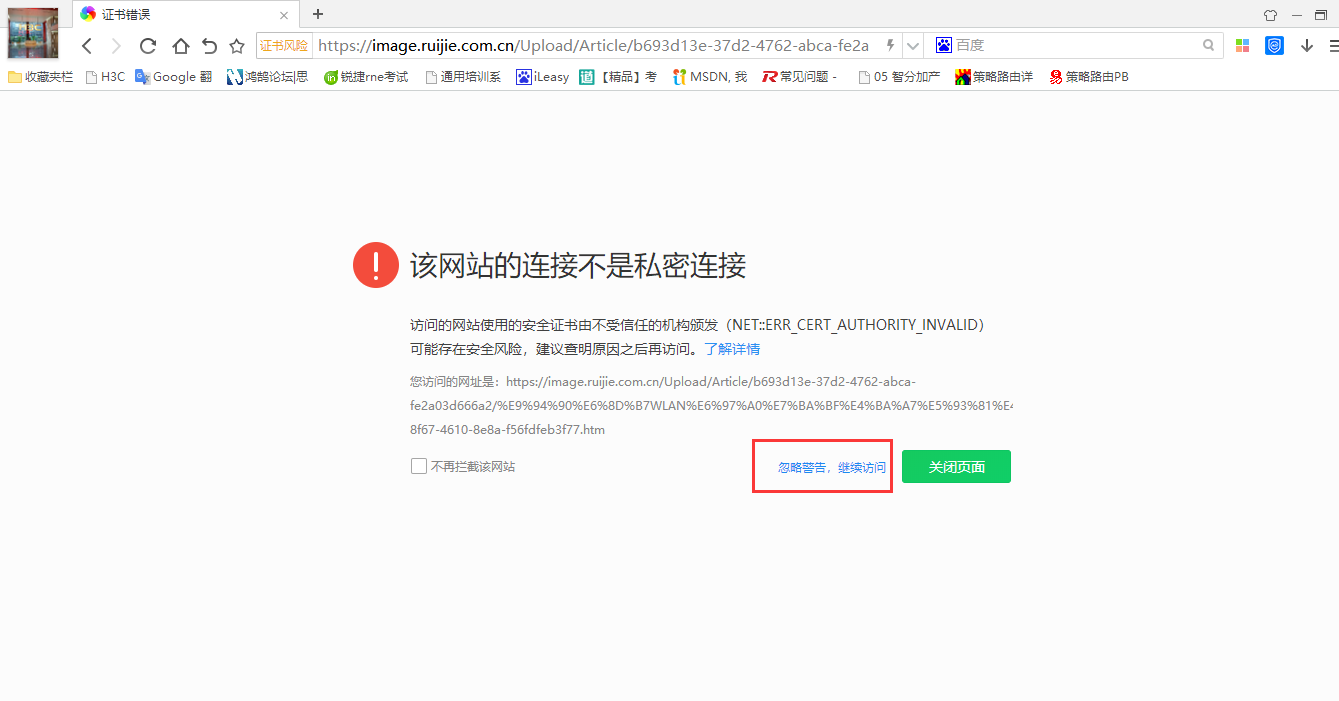 证书错误
证书风险 https://image.ruijie.com.cn/Upload/Article/b693d13e-37d2-4762-abca-fe2a 百度
收藏夹栏 H3C Google 翻 鸿鹄论坛|思 锐捷rne考试 通用培训系 iLeasy 【精品】考 MSDN, 我 常见问题 - 05 智分加产 策略路由详 策略路由PB
该网站的连接不是私密连接
访问的网站使用的安全证书由不受信任的机构颁发（NET::ERR_CERT_AUTHORITY_INVALID）
可能存在安全风险，建议查明原因之后再访问。了解详情
您访问的网址是：https://image.ruijie.com.cn/Upload/Article/b693d13e-37d2-4762-abca-
fe2a03d666a2/%E9%94%90%E6%8D%B7WLAN%E6%97%A0%E7%BA%BF%E4%BA%A7%E5%93%81%E4
8f67-4610-8e8a-f56fdfeb3f77.htm
不再拦截该网站 忽略警告，继续访问 关闭页面